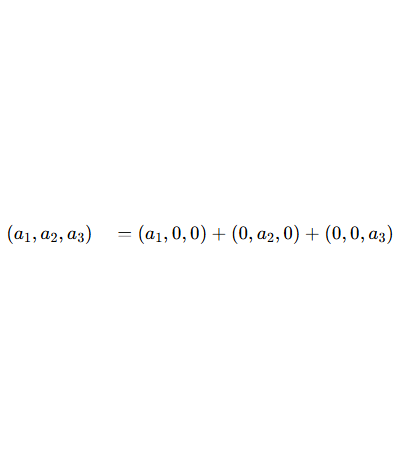 (a₁, a₂, a₃) = (a₁, 0, 0) + (0, a₂, 0) + (0, 0, a₃)